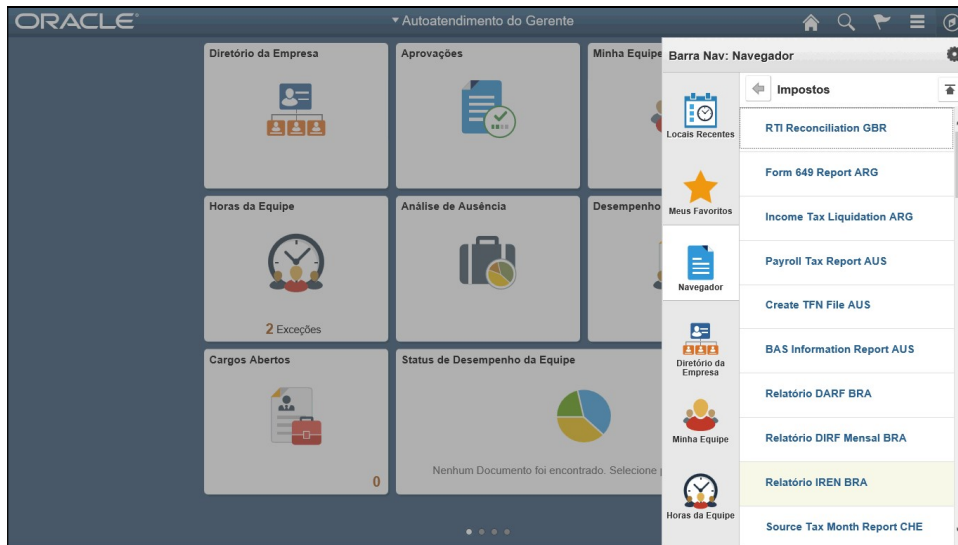 ORACLE
Autoatendimento do Gerente
Diretório da Empresa
Aprovações
Minha Equipe
Horas da Equipe
2 Exceções
Análise de Ausência
Desempenho
Cargos Abertos
0
Status de Desempenho da Equipe
Nenhum Documento foi encontrado. Selecione
Barra Nav: Navegador
Locais Recentes
Meus Favoritos
Navegador
Diretório da
Empresa
Minha Equipe
Horas da Equipe
Impostos
RTI Reconciliation GBR
Form 649 Report ARG
Income Tax Liquidation ARG
Payroll Tax Report AUS
Create TFN File AUS
BAS Information Report AUS
Relatório DARF BRA
Relatório DIRF Mensal BRA
Relatório IREN BRA
Source Tax Month Report CHE